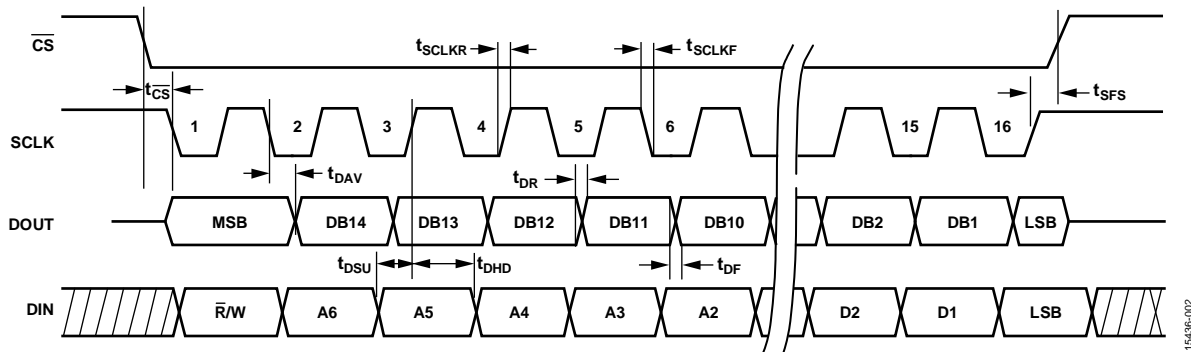 CS
tSCLKR
tSCLKF
tCS
tSFS
SCLK
1 2 3 4 5 6 15 16
tDAV
tDR
DOUT
MSB DB14 DB13 DB12 DB11 DB10 DB2 DB1 LSB
tDSU
tDHD
tDF
DIN
R/W A6 A5 A4 A3 A2 D2 D1 LSB
15436-002